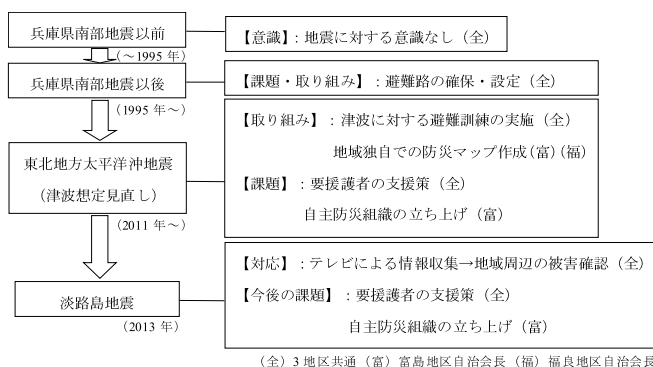 兵庫県南部地震以前
【意識】：地震に対する意識なし（全）
（～1995 年）
兵庫県南部地震以後
【課題・取り組み】：避難路の確保・設定（全）
（1995 年～）
【取り組み】：津波に対する避難訓練の実施（全）
地域独自での防災マップ作成（富）（福）
東北地方太平洋沖地震
（津波想定見直し）
【課題】：要援護者の支援策（全）
自主防災組織の立ち上げ（富）
（2011 年～）
【対応】：テレビによる情報収集→地域周辺の被害確認（全）
淡路島地震
【今後の課題】：要援護者の支援策（全）
（2013 年）
自主防災組織の立ち上げ（富）
（全）3 地区共通（富）富島地区自治会長（福）福良地区自治会長